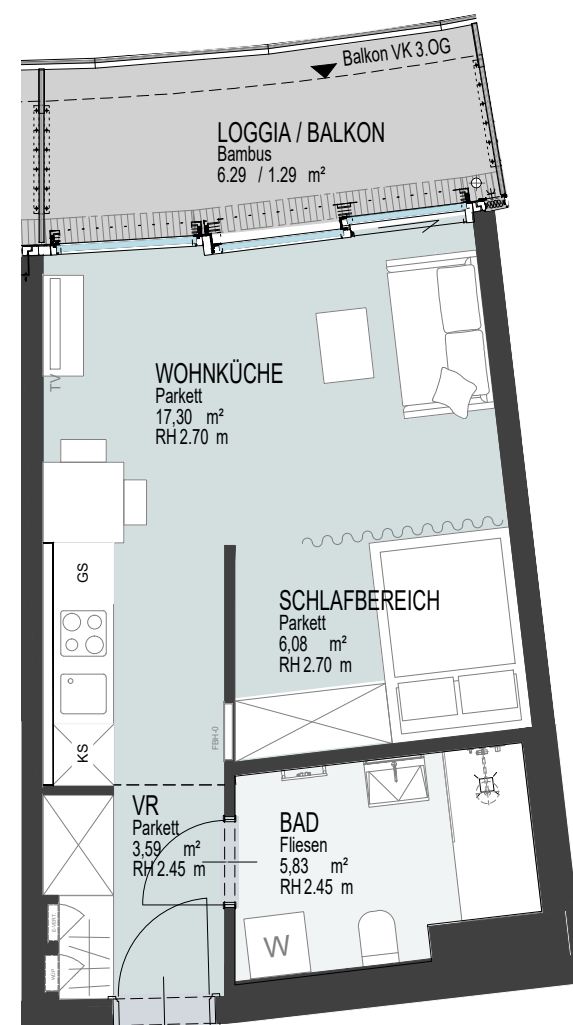 Balkon VK 3.OG
LOGGIA / BALKON
Bambus
6.29 / 1.29 m²
TV
WOHNKÜCHE
Parkett
17,30 m²
RH 2.70 m
GS
SCHLAFBEREICH
Parkett
6,08 m²
RH 2.70 m
KS
VR
Parkett
3,59 m²
RH 2.45 m
BAD
Fliesen
5,83 m²
RH 2.45 m
E-VERT.
W